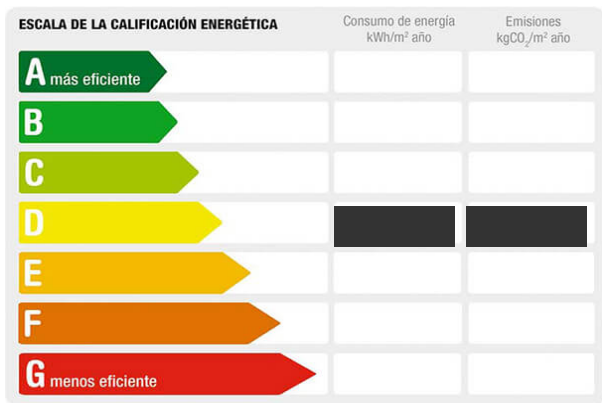 ESCALA DE LA CALIFICACIÓN ENERGÉTICA
Consumo de energía
kWh/m² año
Emisiones
kgCO₂/m² año
A más eficiente
B
C
D
E
F
G menos eficiente